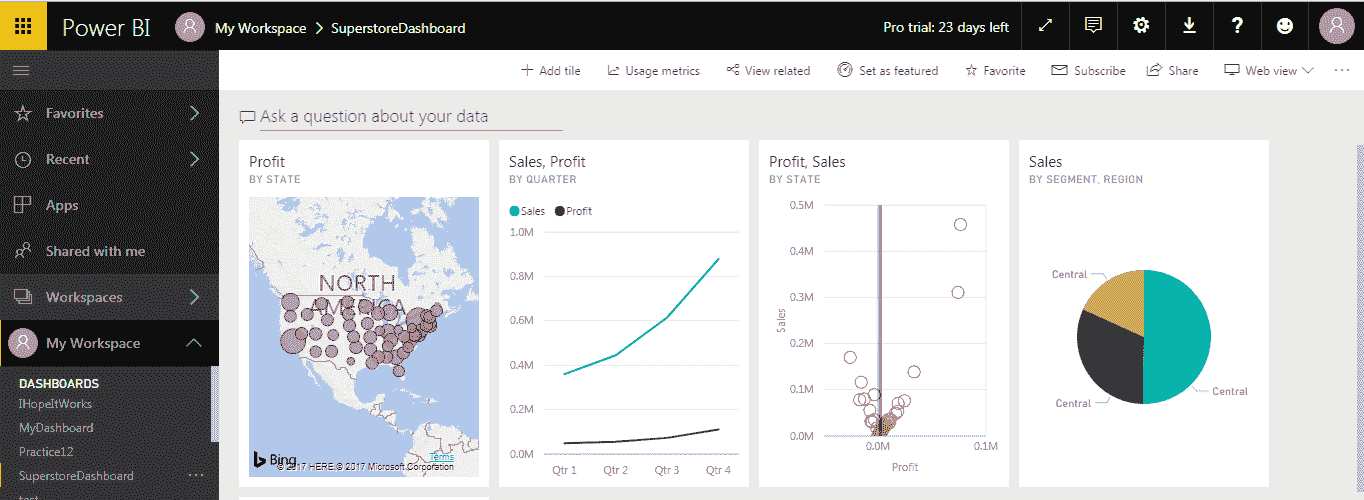 Power BI My Workspace > SuperstoreDashboard Pro trial: 23 days left
Add tile Usage metrics View related Set as featured Favorite Subscribe Share Web view ...
Favorites
Recent
Apps
Shared with me
Workspaces
My Workspace
DASHBOARDS
IHopeItWorks
MyDashboard
Practice12
SuperstoreDashboard ...
Ask a question about your data
Profit
BY STATE
NORTH
AMERICA
Bing
Terms
© 2017 HERE © 2017 Microsoft Corporation
Sales, Profit
BY QUARTER
Sales Profit
1.0M
0.8M
0.6M
0.4M
0.2M
0.0M
Qtr 1 Qtr 2 Qtr 3 Qtr 4
Profit, Sales
BY STATE
0.5M
0.4M
0.3M
0.2M
0.1M
0.0M
Sales
0.0M 0.1M
Profit
Sales
BY SEGMENT, REGION
Central
Central
Central